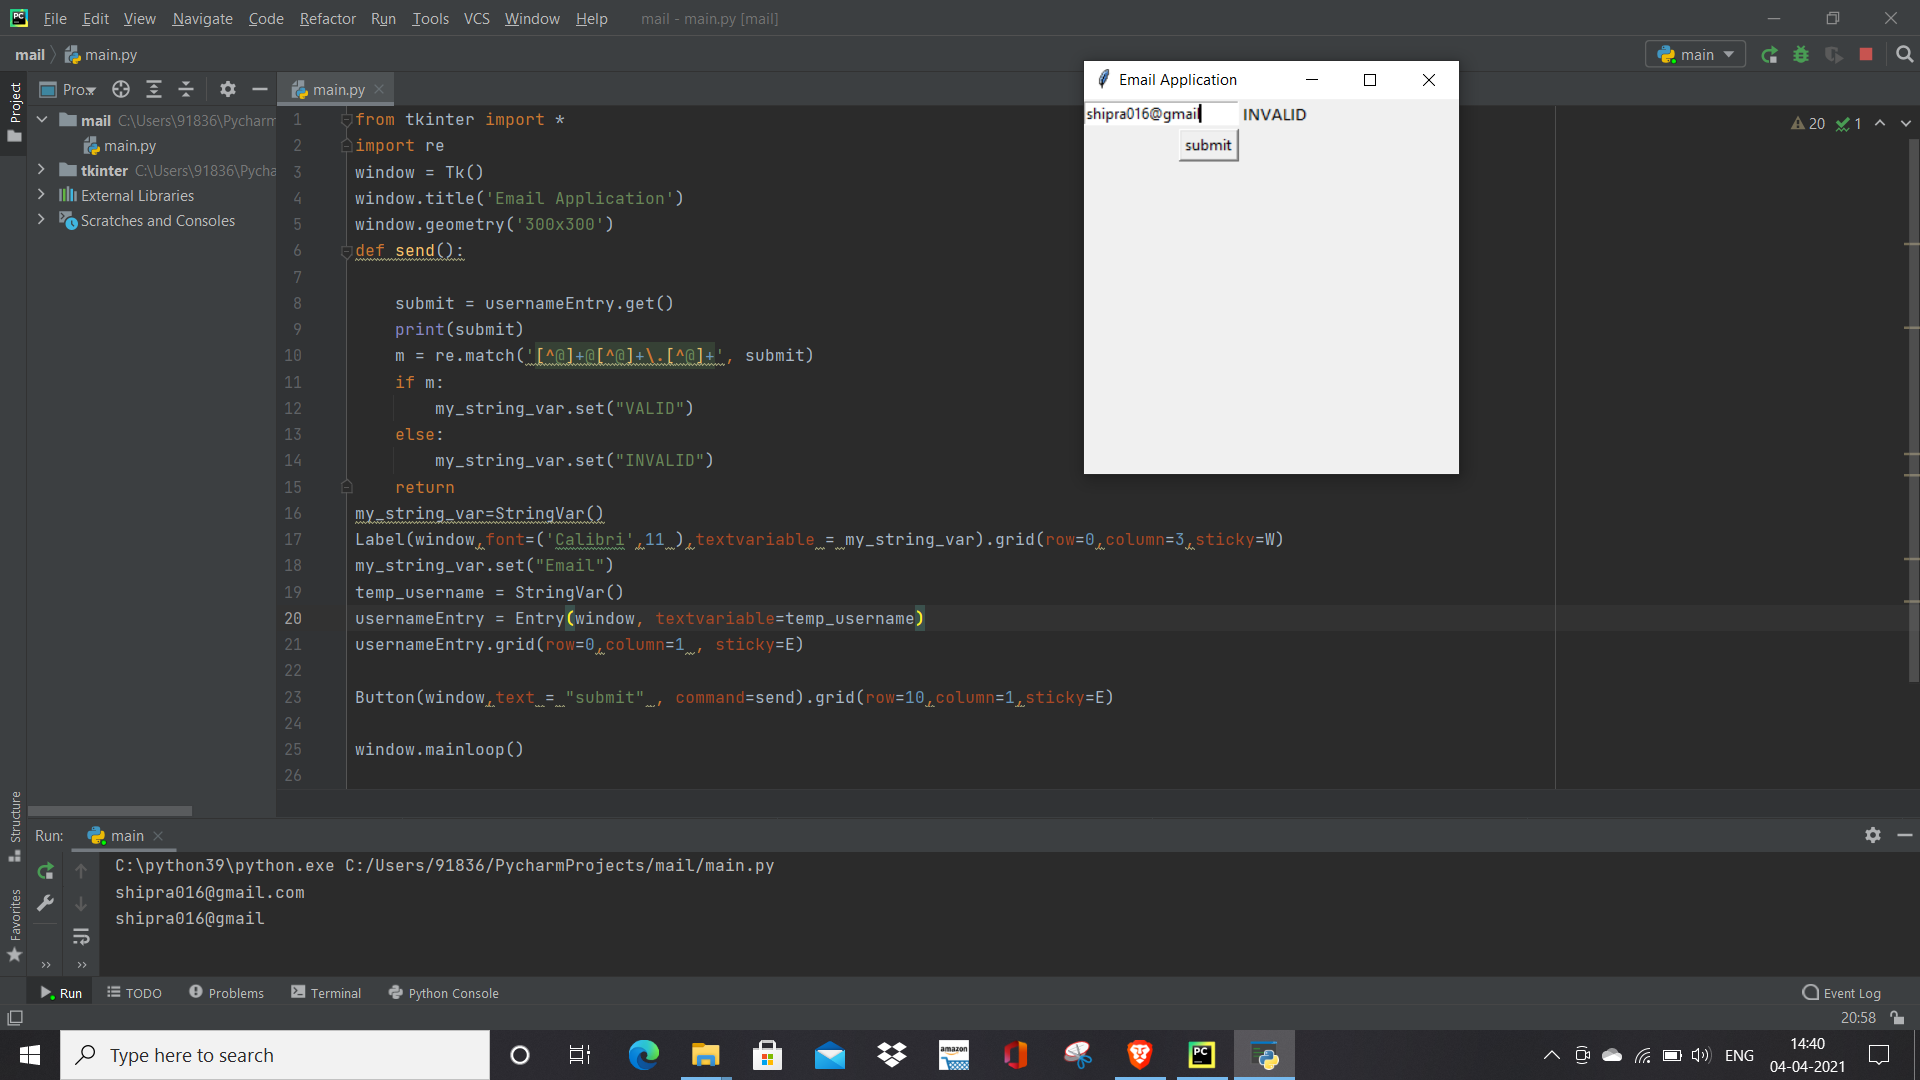 File Edit View Navigate Code Refactor Run Tools VCS Window Help mail - main.py [mail]
mail main.py main
Project
Pro...
main.py
mail C:\Users\91836\Pycharm
main.py
tkinter C:\Users\91836\Pycha
External Libraries
Scratches and Consoles
20 1
1 from tkinter import *
2 import re
3 window = Tk()
4 window.title('Email Application')
5 window.geometry('300x300')
6 def send():
7
8 submit = usernameEntry.get()
9 print(submit)
10 m = re.match('[^@]+@[^@]+\.[^@]+', submit)
11 if m:
12 my_string_var.set("VALID")
13 else:
14 my_string_var.set("INVALID")
15 return
16 my_string_var=StringVar()
17 Label(window,font=('Calibri',11 ),textvariable = my_string_var).grid(row=0,column=3,sticky=W)
18 my_string_var.set("Email")
19 temp_username = StringVar()
20 usernameEntry = Entry(window, textvariable=temp_username)
21 usernameEntry.grid(row=0,column=1 , sticky=E)
22
23 Button(window,text = "submit" , command=send).grid(row=10,column=1,sticky=E)
24
25 window.mainloop()
26
Email Application
shipra016@gmail INVALID
submit
Structure
Favorites
Run: main
C:\python39\python.exe C:/Users/91836/PycharmProjects/mail/main.py
shipra016@gmail.com
shipra016@gmail
Run TODO Problems Terminal Python Console Event Log
20:58
Type here to search
amazon
PC
ENG
14:40
04-04-2021